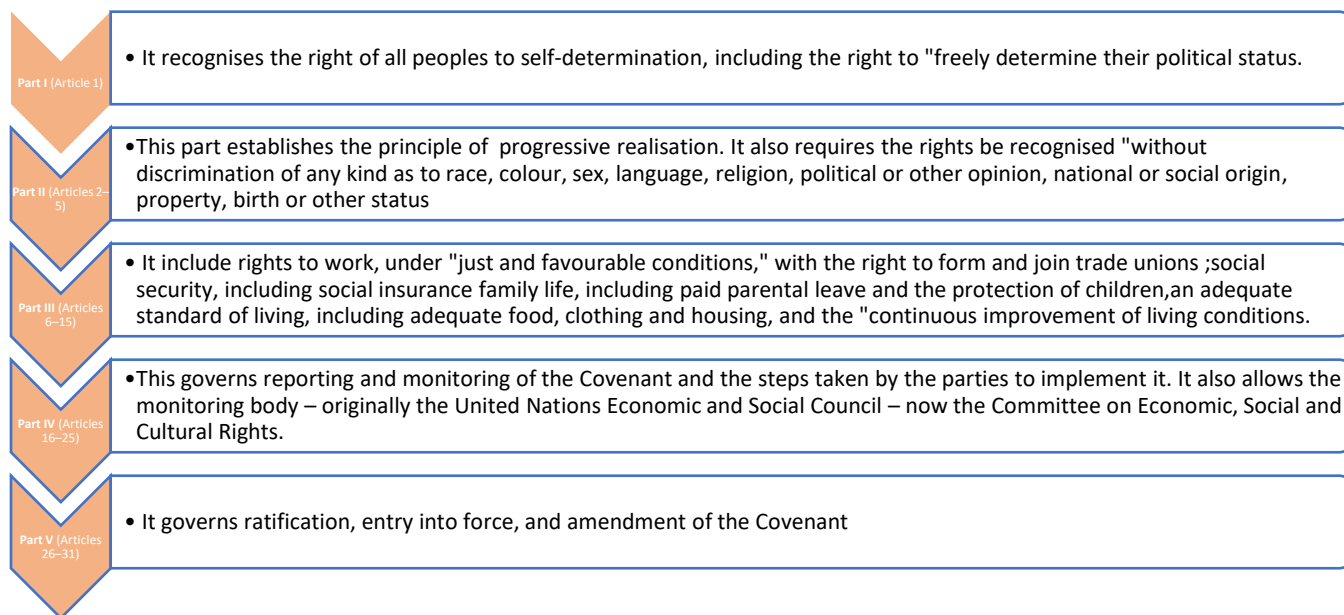 Part I (Article 1)
• It recognises the right of all peoples to self-determination, including the right to "freely determine their political status.
Part II (Articles 2–
5)
•This part establishes the principle of  progressive realisation. It also requires the rights be recognised "without
discrimination of any kind as to race, colour, sex, language, religion, political or other opinion, national or social origin,
property, birth or other status
Part III (Articles
6–15)
• It include rights to work, under "just and favourable conditions," with the right to form and join trade unions ;social
security, including social insurance family life, including paid parental leave and the protection of children,an adequate
standard of living, including adequate food, clothing and housing, and the "continuous improvement of living conditions.
Part IV (Articles
16–25)
•This governs reporting and monitoring of the Covenant and the steps taken by the parties to implement it. It also allows the
monitoring body – originally the United Nations Economic and Social Council – now the Committee on Economic, Social and
Cultural Rights.
Part V (Articles
26–31)
• It governs ratification, entry into force, and amendment of the Covenant